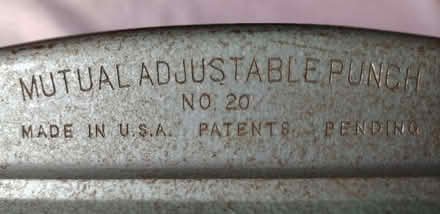 MUTUAL ADJUSTABLE PUNCH
NO. 20
MADE IN U.S.A. PATENTS PENDING